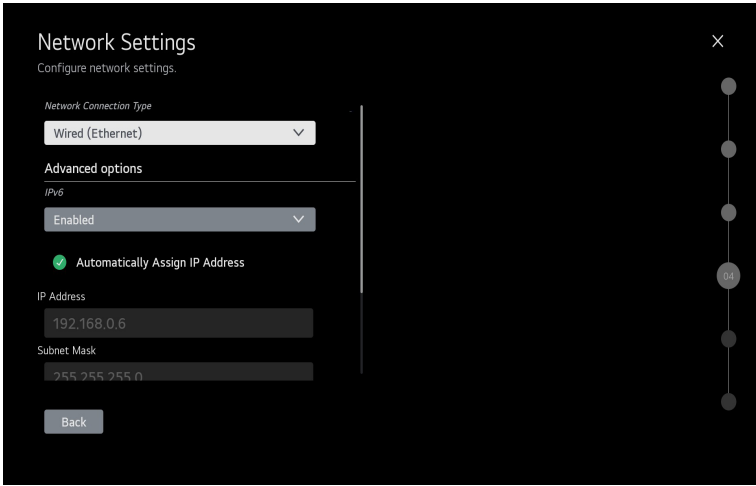 Network Settings
Configure network settings.
Network Connection Type
Wired (Ethernet)
Advanced options
IPv6
Enabled
Automatically Assign IP Address
IP Address
192.168.0.6
Subnet Mask
255.255.255.0
Back
04